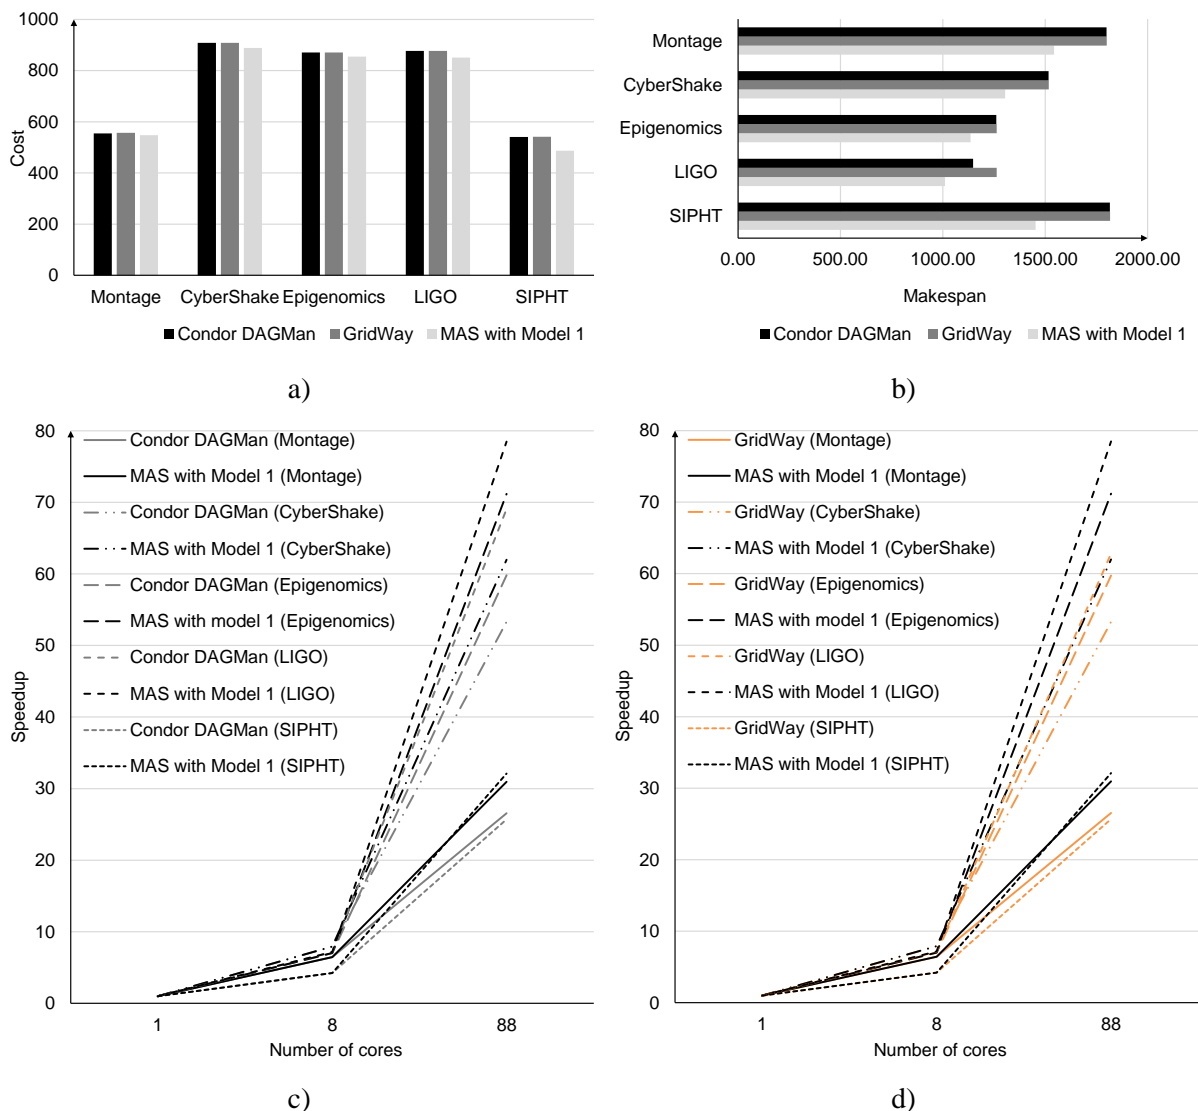 1000
800
600
400
200
0
Cost
Montage CyberShake Epigenomics LIGO SIPHT
Condor DAGMan GridWay MAS with Model 1
a)
Montage
CyberShake
Epigenomics
LIGO
SIPHT
0.00 500.00 1000.00 1500.00 2000.00
Makespan
Condor DAGMan GridWay MAS with Model 1
b)
80
70
60
50
40
30
20
10
0
Speedup
Condor DAGMan (Montage)
MAS with Model 1 (Montage)
Condor DAGMan (CyberShake)
MAS with Model 1 (CyberShake)
Condor DAGMan (Epigenomics)
MAS with model 1 (Epigenomics)
Condor DAGMan (LIGO)
MAS with Model 1 (LIGO)
Condor DAGMan (SIPHT)
MAS with Model 1 (SIPHT)
1 8 88
Number of cores
c)
80
70
60
50
40
30
20
10
0
Speedup
GridWay (Montage)
MAS with Model 1 (Montage)
GridWay (CyberShake)
MAS with Model 1 (CyberShake)
GridWay (Epigenomics)
MAS with model 1 (Epigenomics)
GridWay (LIGO)
MAS with Model 1 (LIGO)
GridWay (SIPHT)
MAS with Model 1 (SIPHT)
1 8 88
Number of cores
d)